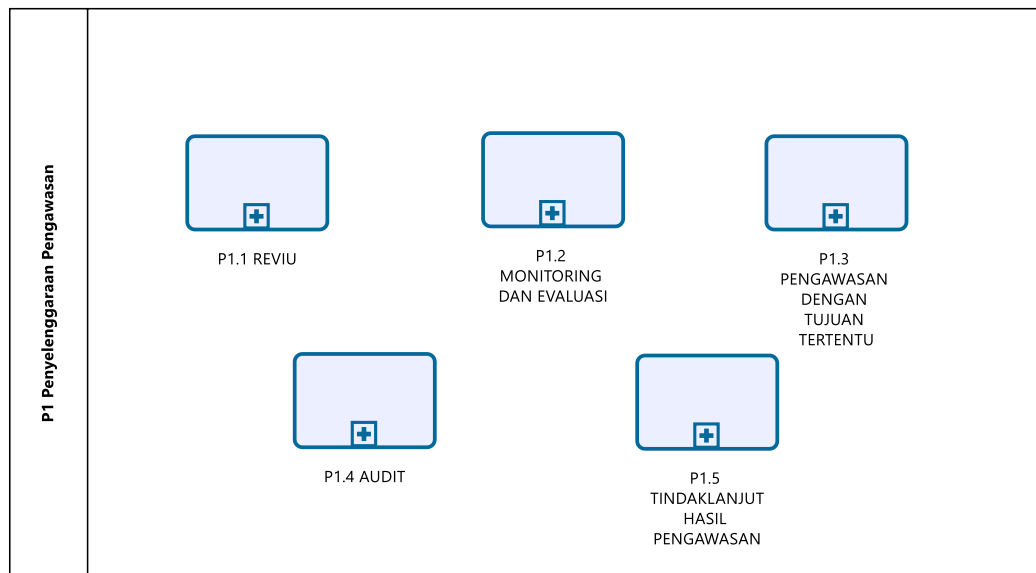 P1 Penyelenggaraan Pengawasan
P1.1 REVIU
P1.2
MONITORING
DAN EVALUASI
P1.3
PENGAWASAN
DENGAN
TUJUAN
TERTENTU
P1.4 AUDIT
P1.5
TINDAKLANJUT
HASIL
PENGAWASAN